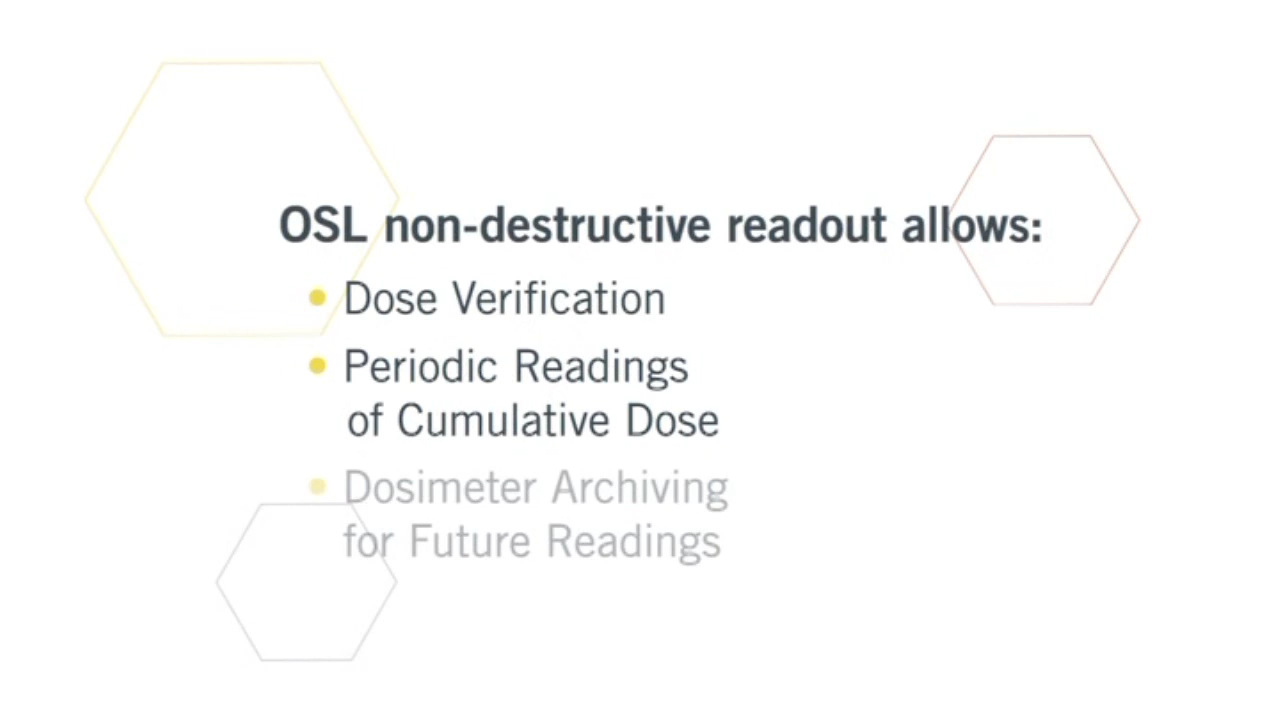 OSL non-destructive readout allows:
• Dose Verification
• Periodic Readings
of Cumulative Dose
• Dosimeter Archiving
for Future Readings